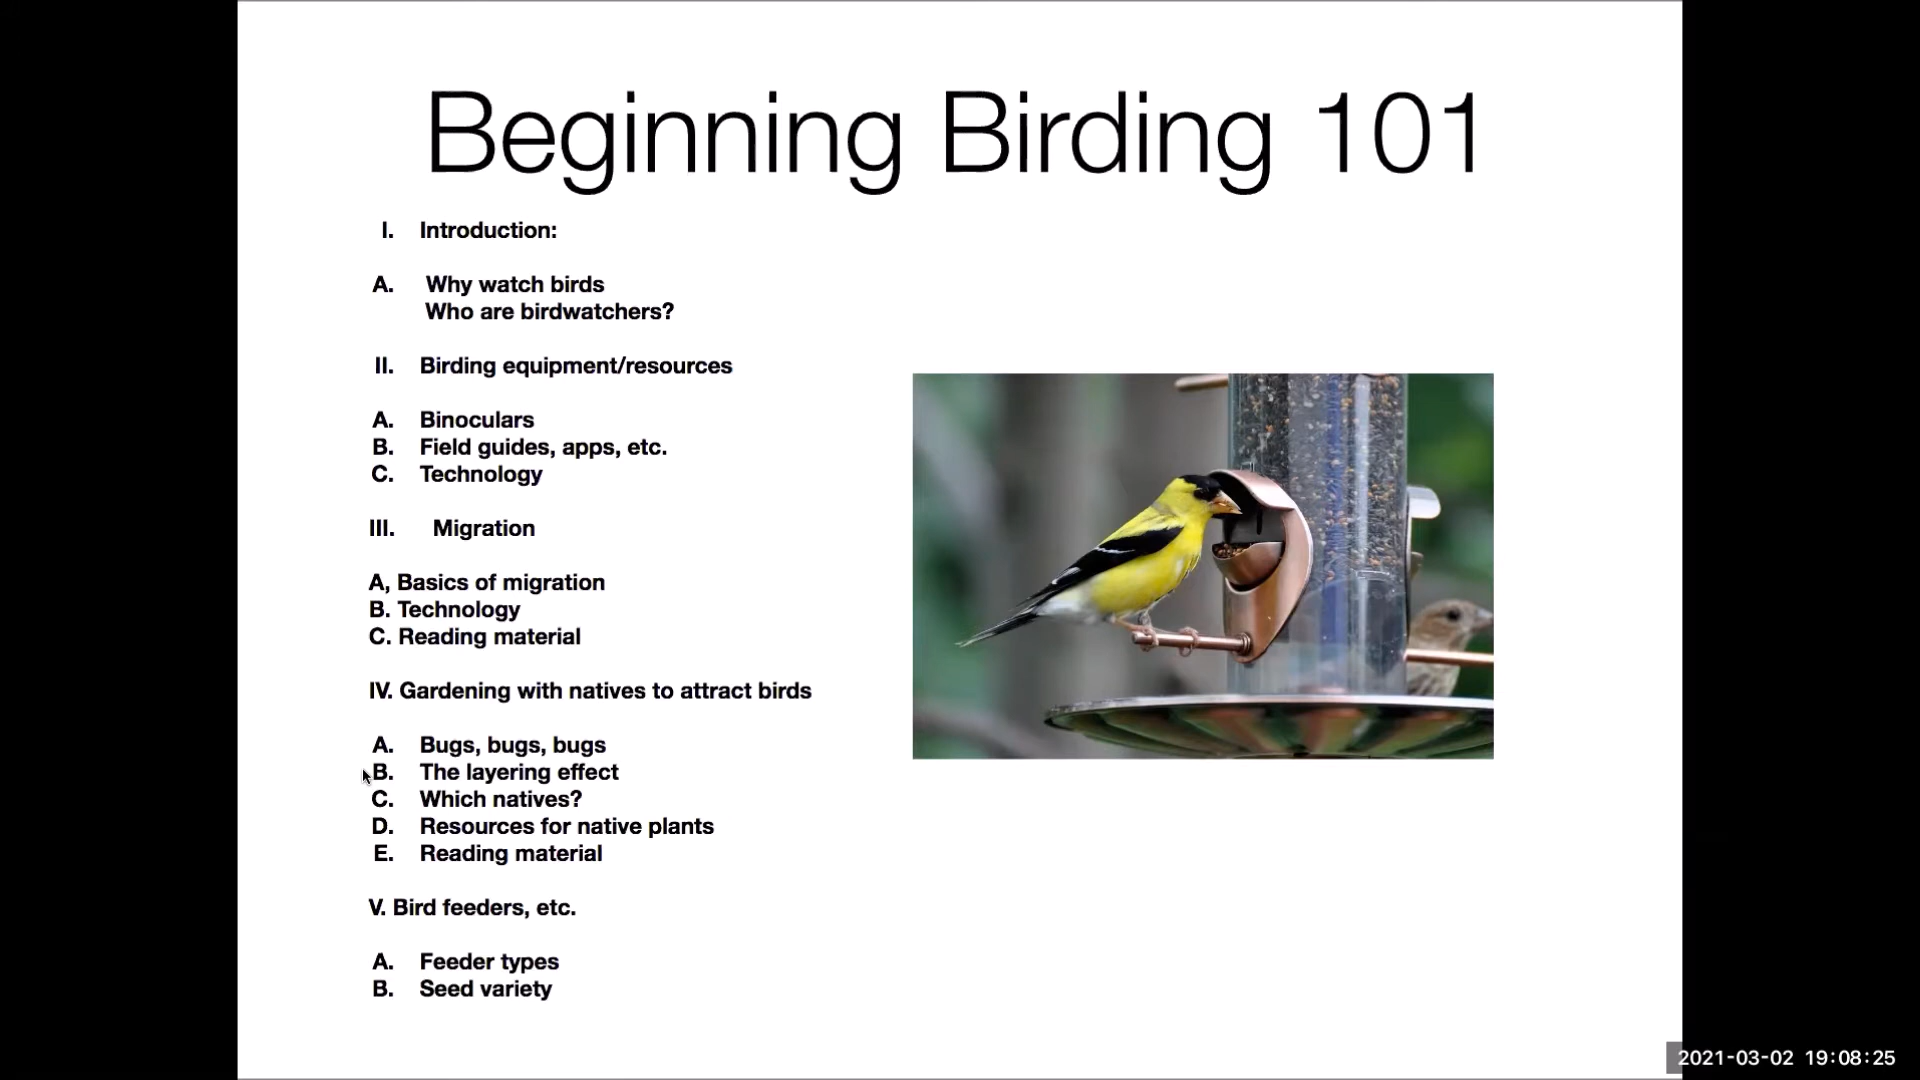 Beginning Birding 101
I. Introduction:
A. Why watch birds
Who are birdwatchers?
II. Birding equipment/resources
A. Binoculars
B. Field guides, apps, etc.
C. Technology
III. Migration
A, Basics of migration
B. Technology
C. Reading material
IV. Gardening with natives to attract birds
A. Bugs, bugs, bugs
B. The layering effect
C. Which natives?
D. Resources for native plants
E. Reading material
V. Bird feeders, etc.
A. Feeder types
B. Seed variety
2021-03-02 19:08:25